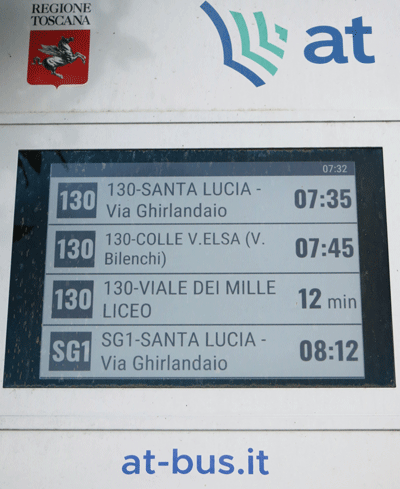 REGIONE
TOSCANA
at
07:32
130 130-SANTA LUCIA - 07:35
Via Ghirlandaio
130 130-COLLE V.ELSA (V. 07:45
Bilenchi)
130 130-VIALE DEI MILLE 12 min
LICEO
SG1 SG1-SANTA LUCIA - 08:12
Via Ghirlandaio
at-bus.it